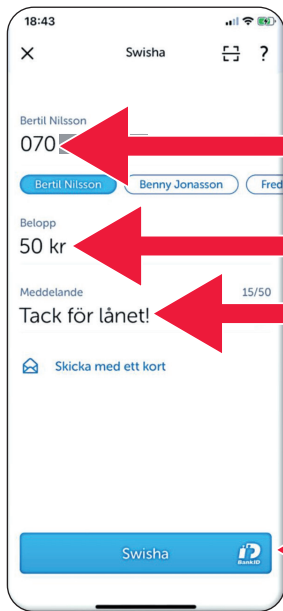 18:43
Swisha ?
Bertil Nilsson
070
Bertil Nilsson Benny Jonasson Fred
Belopp
50 kr
Meddelande 15/50
Tack för lånet!
Skicka med ett kort
Swisha BankID